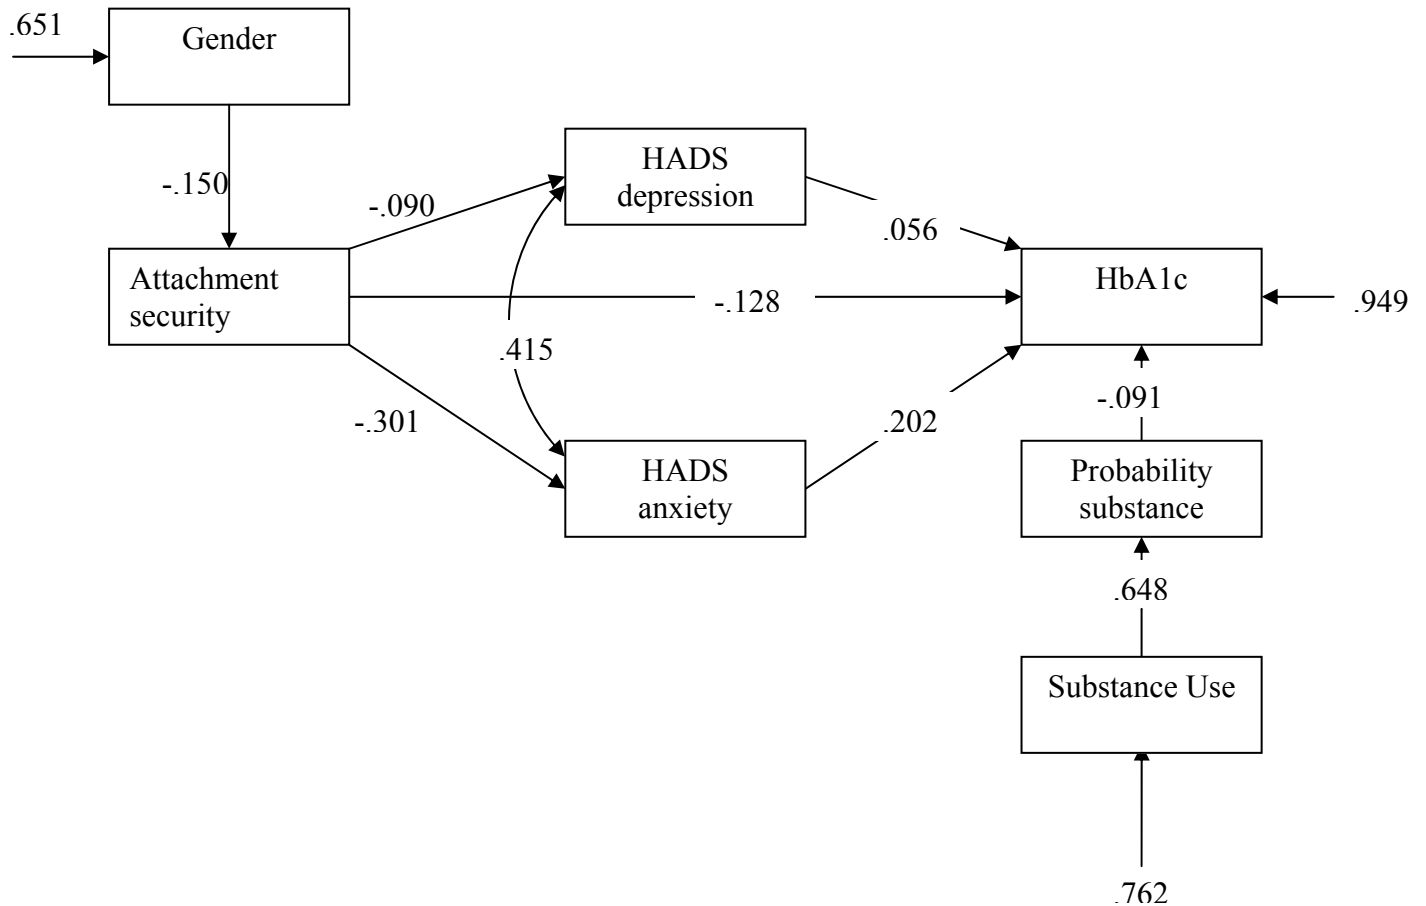 .651
Gender
-.150
HADS
depression
-.090
.056
Attachment
security
HbA1c
-.128
.949
.415
-.091
-.301
.202
HADS
anxiety
Probability
substance
.648
Substance Use
.762